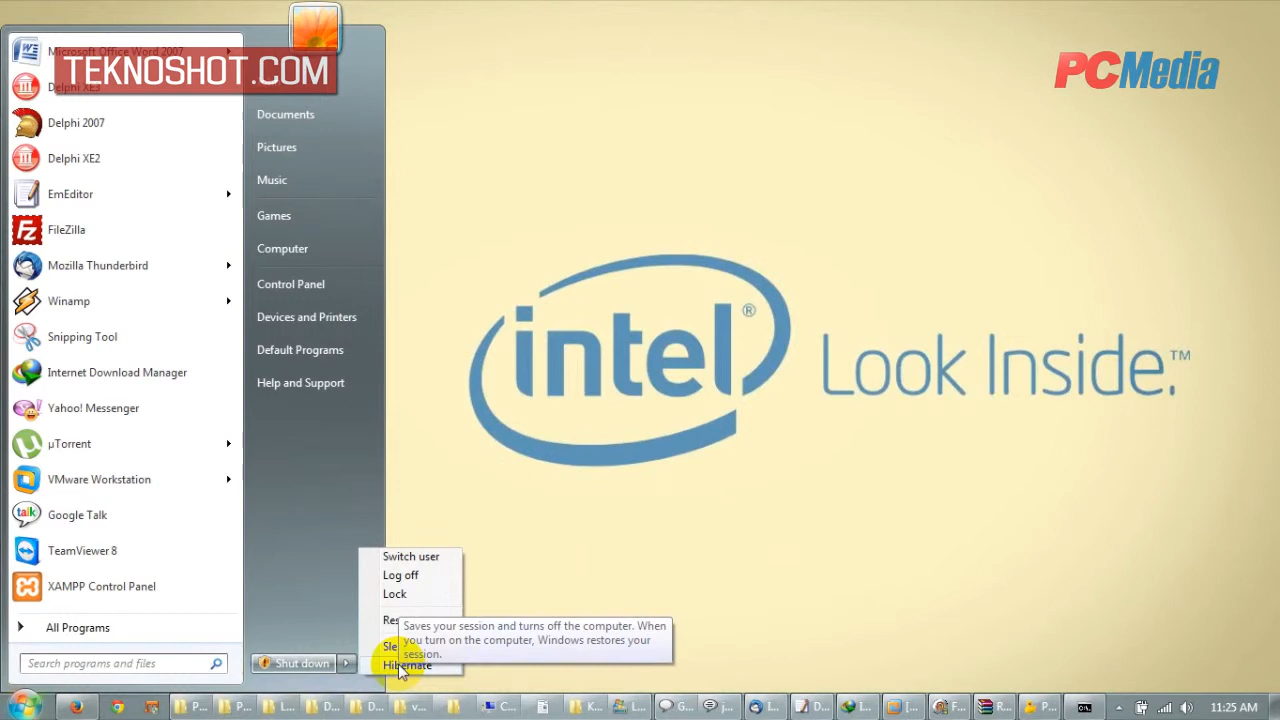 Microsoft Office Word 2007
TEKNOSHOT.COM
Delphi XE3
Delphi 2007
Delphi XE2
EmEditor
FileZilla
Mozilla Thunderbird
Winamp
Snipping Tool
Internet Download Manager
Yahoo! Messenger
µTorrent
VMware Workstation
talk
Google Talk
TeamViewer 8
XAMPP Control Panel
All Programs
Search programs and files
Documents
Pictures
Music
Games
Computer
Control Panel
Devices and Printers
Default Programs
Help and Support
Shut down
Switch user
Log off
Lock
Res
Sle
Hibernate
Saves your session and turns off the computer. When
you turn on the computer, Windows restores your
session.
PCMedia
intel®
Look Inside.™
P...
P...
L...
D...
D...
v...
C...
K...
L...
G...
j...
I...
D...
I...
[...
F...
R...
P...
11:25 AM